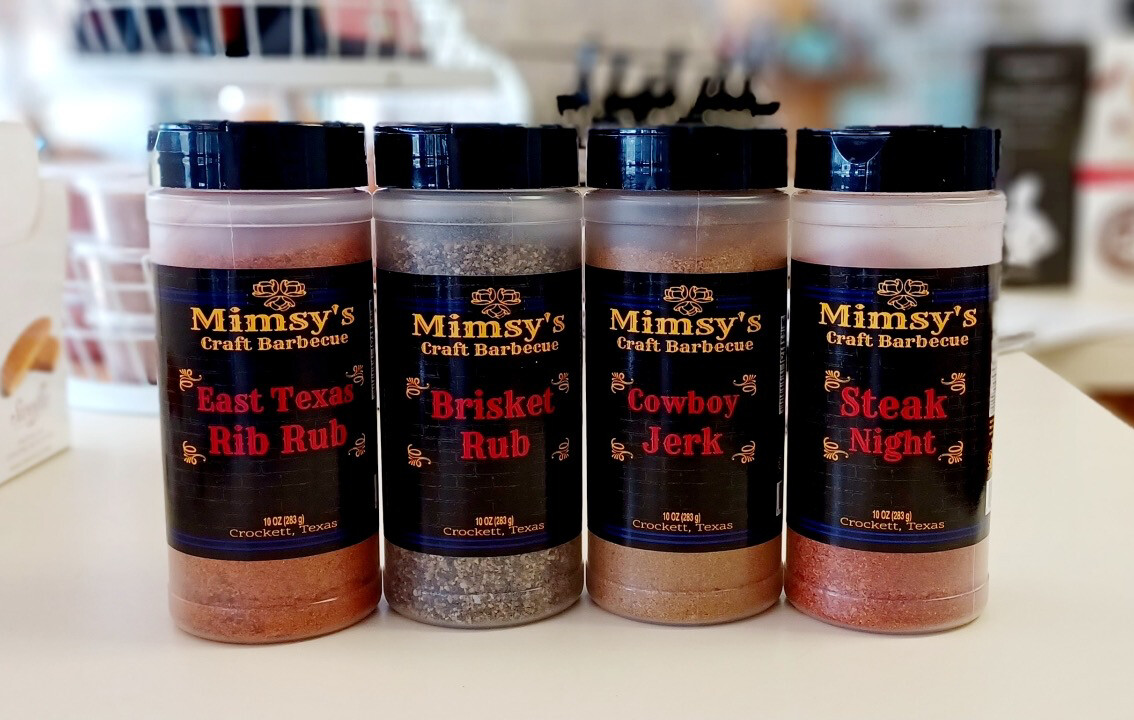 Mimsy's
Craft Barbecue
East Texas
Rib Rub
10 OZ (283 g)
Crockett, Texas
Mimsy's
Craft Barbecue
Brisket
Rub
10 OZ (283 g)
Crockett, Texas
Mimsy's
Craft Barbecue
Cowboy
Jerk
10 OZ (283 g)
Crockett, Texas
Mimsy's
Craft Barbecue
Steak
Night
10 OZ (283 g)
Crockett, Texas